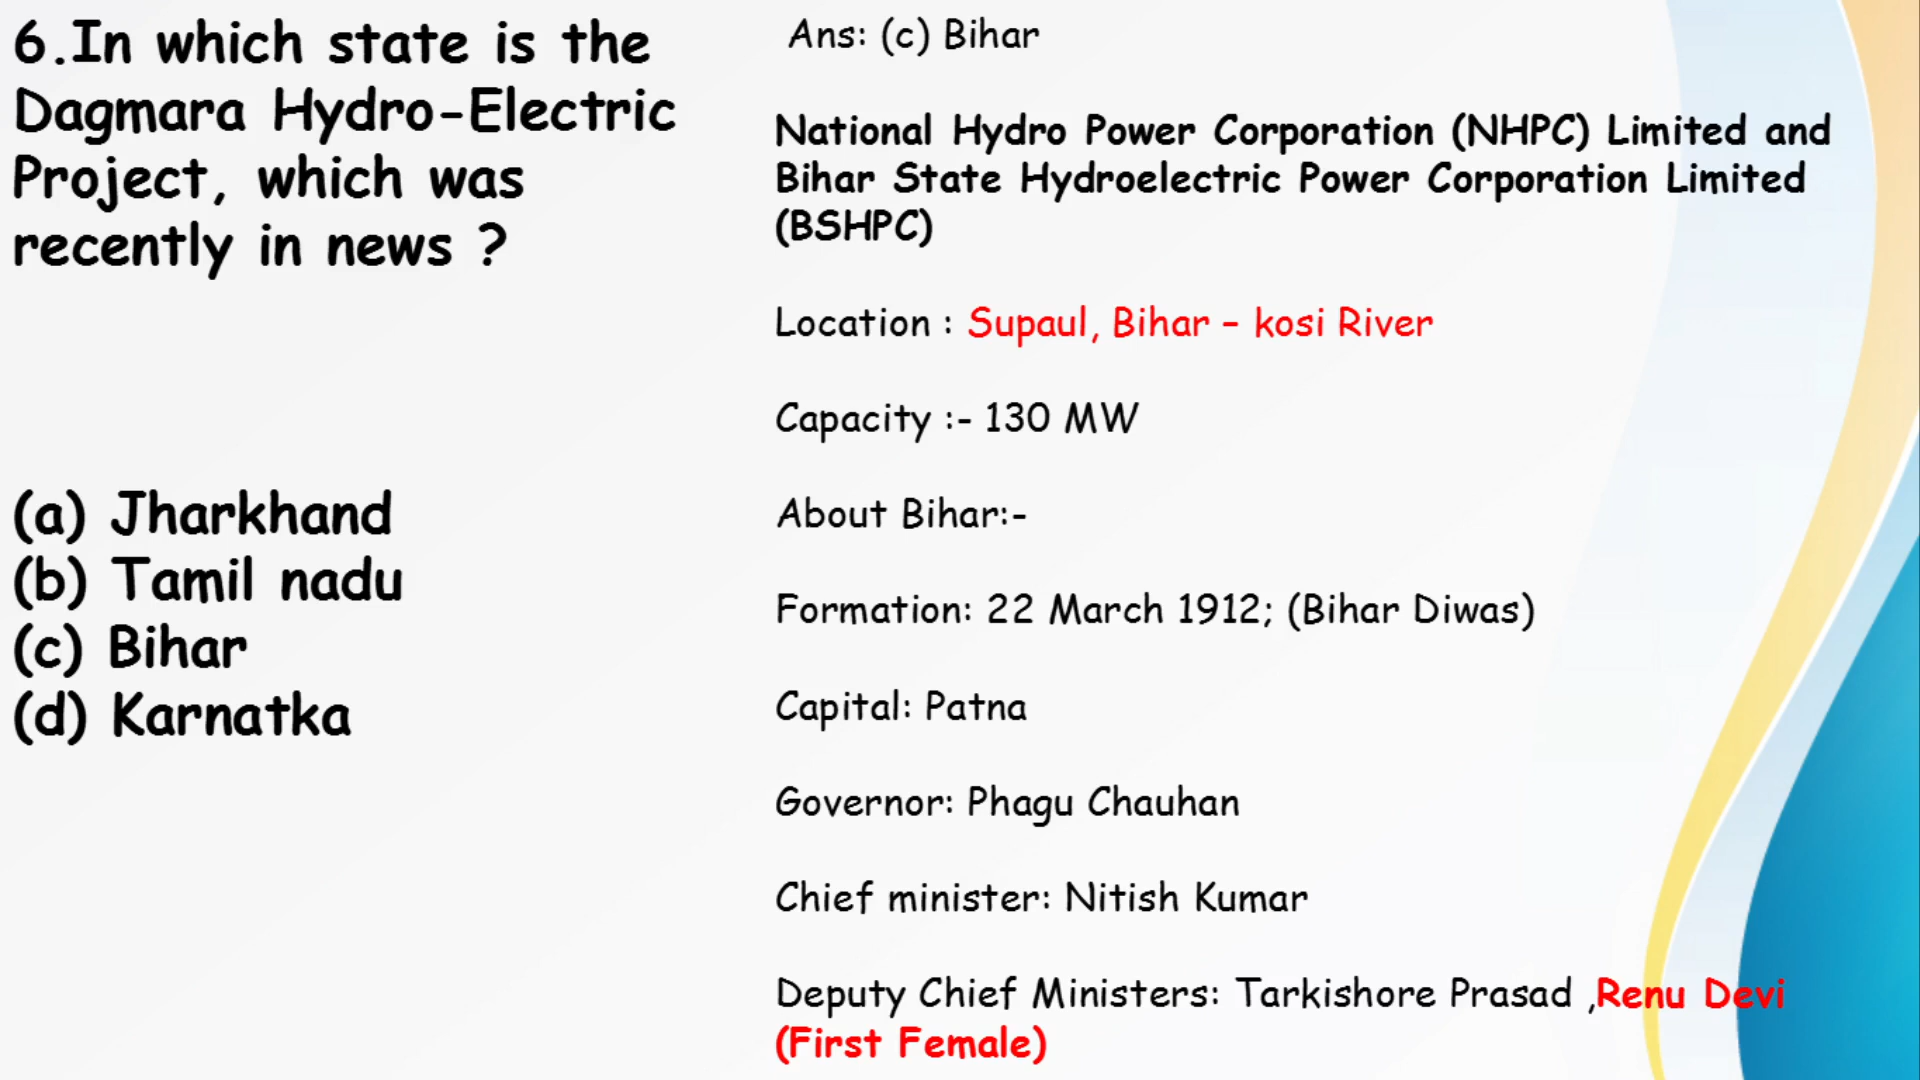 6.In which state is the
Dagmara Hydro-Electric
Project, which was
recently in news ?
(a) Jharkhand
(b) Tamil nadu
(c) Bihar
(d) Karnatka
Ans: (c) Bihar
National Hydro Power Corporation (NHPC) Limited and
Bihar State Hydroelectric Power Corporation Limited
(BSHPC)
Location : Supaul, Bihar – kosi River
Capacity :- 130 MW
About Bihar:-
Formation: 22 March 1912; (Bihar Diwas)
Capital: Patna
Governor: Phagu Chauhan
Chief minister: Nitish Kumar
Deputy Chief Ministers: Tarkishore Prasad ,Renu Devi
(First Female)